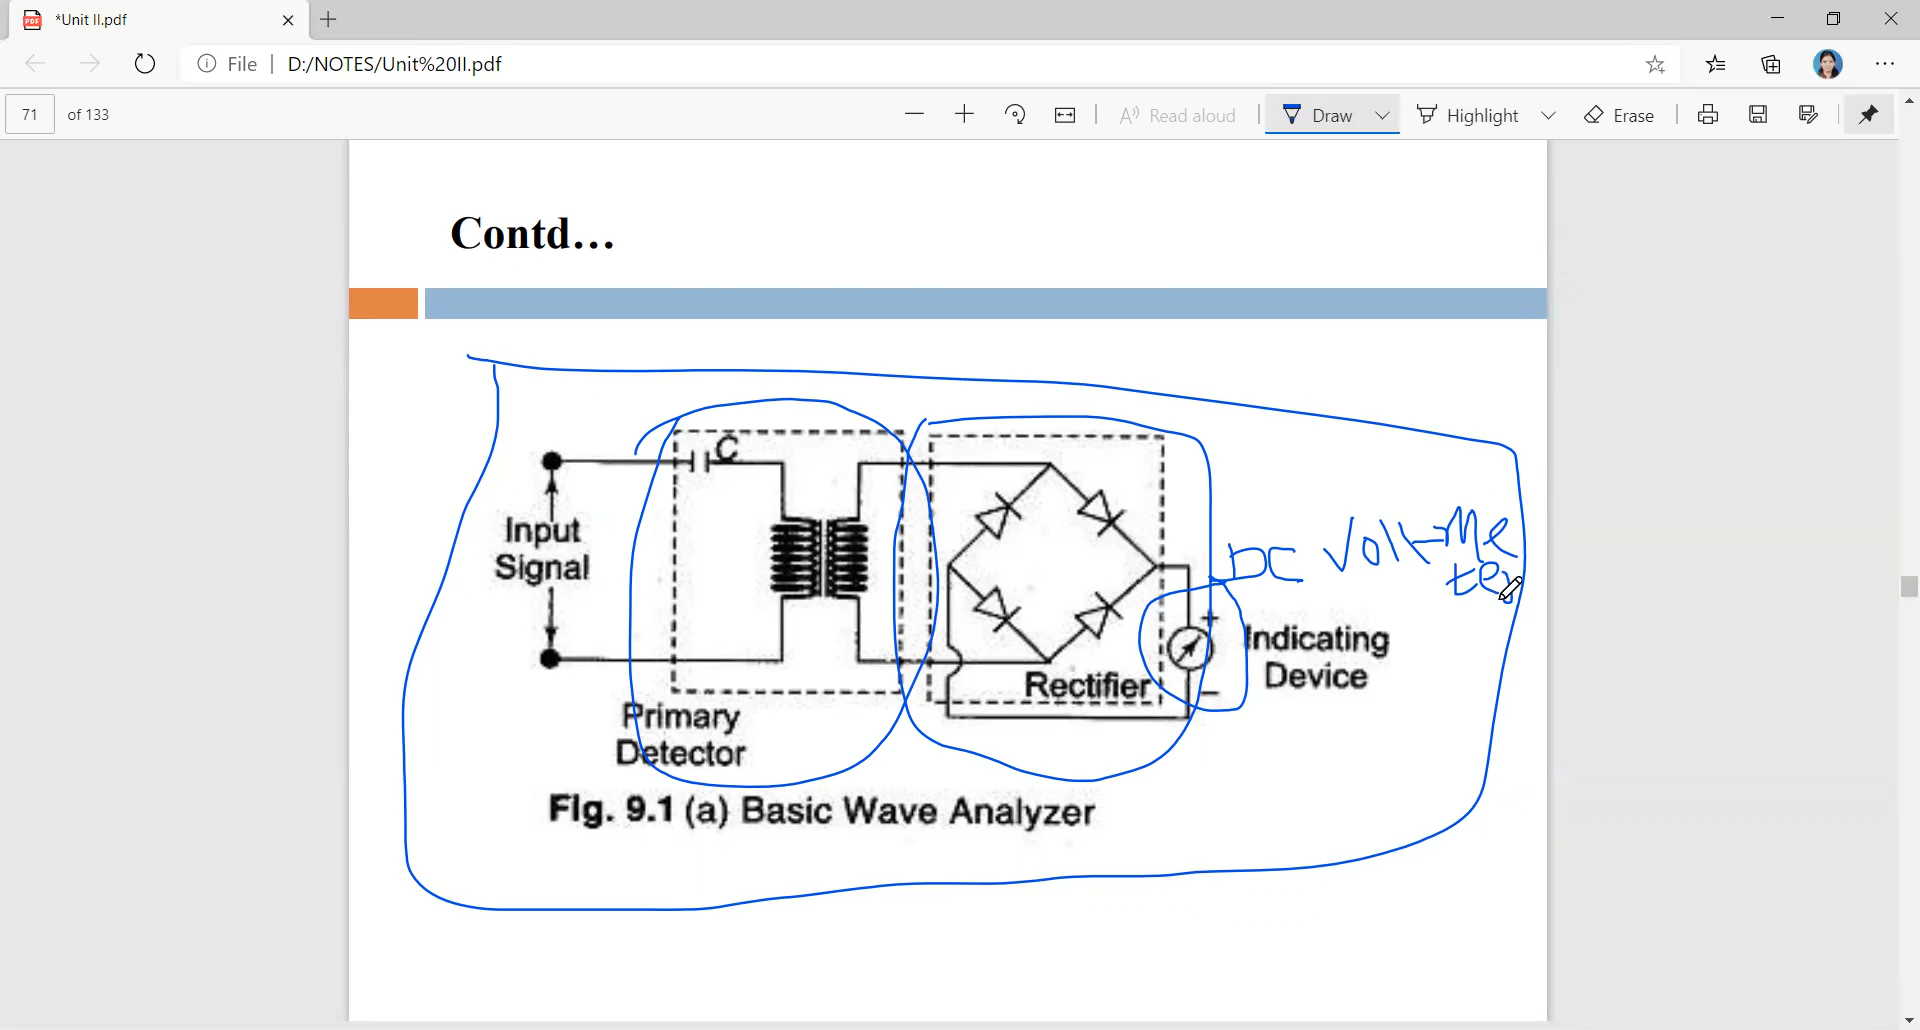 *Unit II.pdf
File | D:/NOTES/Unit%20II.pdf
71 of 133
Read aloud
Draw
Highlight
Erase
Contd...
C
Input
Signal
DC Voltme
ter
+
Indicating
Device
–
Rectifier
Primary
Detector
Fig. 9.1 (a) Basic Wave Analyzer